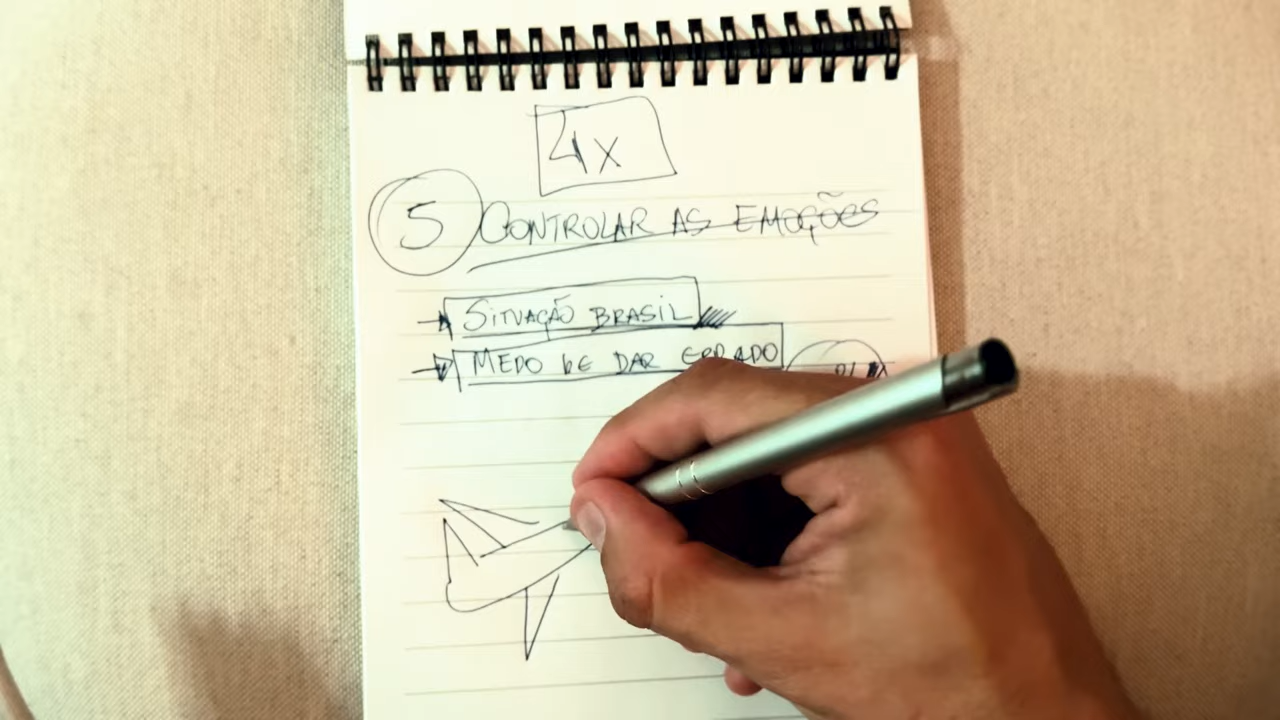 4x
5 CONTROLAR AS EMOÇÕES
SITUAÇÃO BRASIL
MEDO DE DAR ERRADO